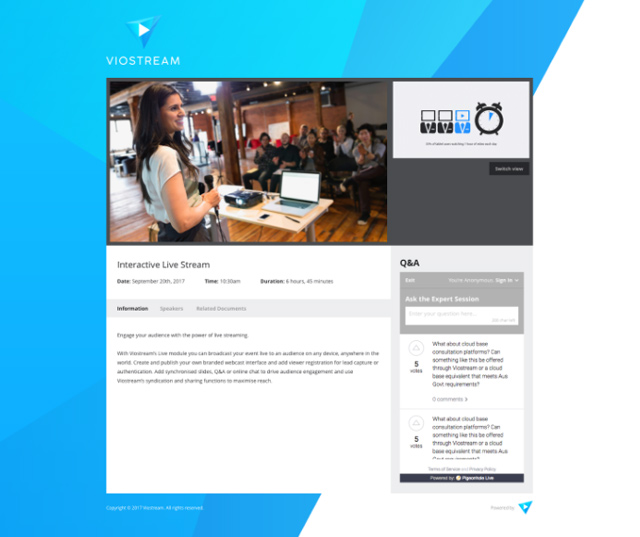 VIOSTREAM
Switch view
Interactive Live Stream
Date: September 20th, 2017 Time: 10:30am Duration: 6 hours, 45 minutes
Information Speakers Related Documents
Engage your audience with the power of live streaming.
With Viostream's Live module you can broadcast your event live to an audience on any device, anywhere in the
world. Create and publish your own branded webcast interface and add viewer registration for lead capture or
authentication. Add synchronised slides, Q&A or online chat to drive audience engagement and use
Viostream's syndication and sharing functions to maximise reach.
Q&A
Exit You're Anonymous Sign In
Ask the Expert Session
Enter your question here...
What about cloud base
consultation platforms? Can
something like this be offered
through Viostream or a cloud
base equivalent that meets Aus
Govt requirements?
5
votes
0 comments >
What about cloud base
consultation platforms? Can
something like this be offered
through Viostream or a cloud
base equivalent that meets Aus
Govt requirements?
5
votes
Terms of Service and Privacy Policy
Powered by Pigeonhole Live
Copyright © 2017 Viostream. All rights reserved.
Powered by